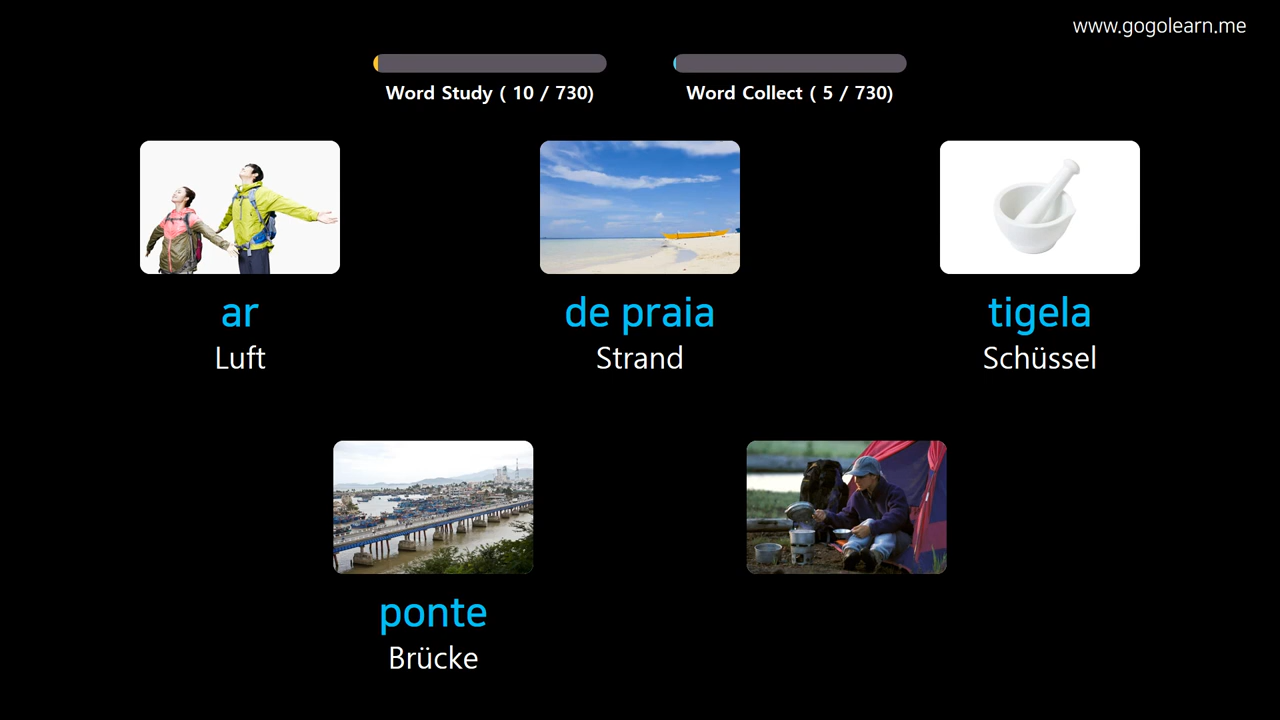 www.gogolearn.me
Word Study ( 10 / 730)
Word Collect ( 5 / 730)
ar
Luft
de praia
Strand
tigela
Schüssel
ponte
Brücke